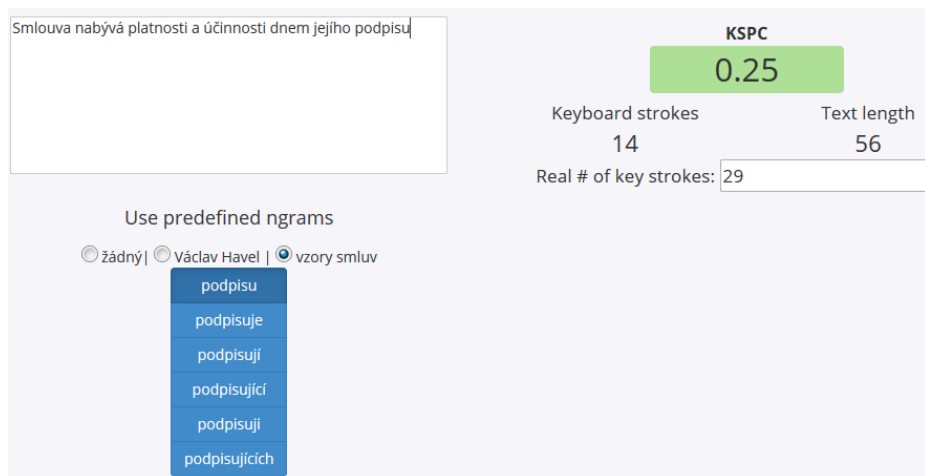 Smlouva nabývá platnosti a účinnosti dnem jejího podpisu
KSPC
0.25
Keyboard strokes Text length
14 56
Real # of key strokes: 29
Use predefined ngrams
žádný| Václav Havel | vzory smluv
podpisu
podpisuje
podpisují
podpisující
podpisuji
podpisujících